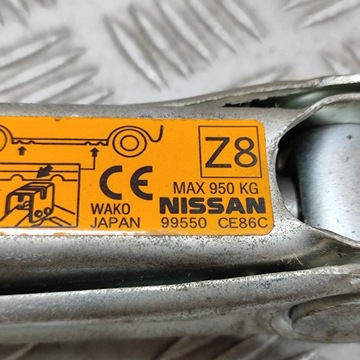 Z8
CE MAX 950 KG
WAKO NISSAN
JAPAN 99550 CE86C